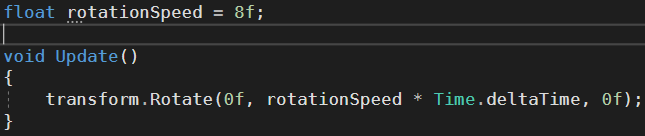 float rotationSpeed = 8f;
void Update()
{
transform.Rotate(0f, rotationSpeed * Time.deltaTime, 0f);
}